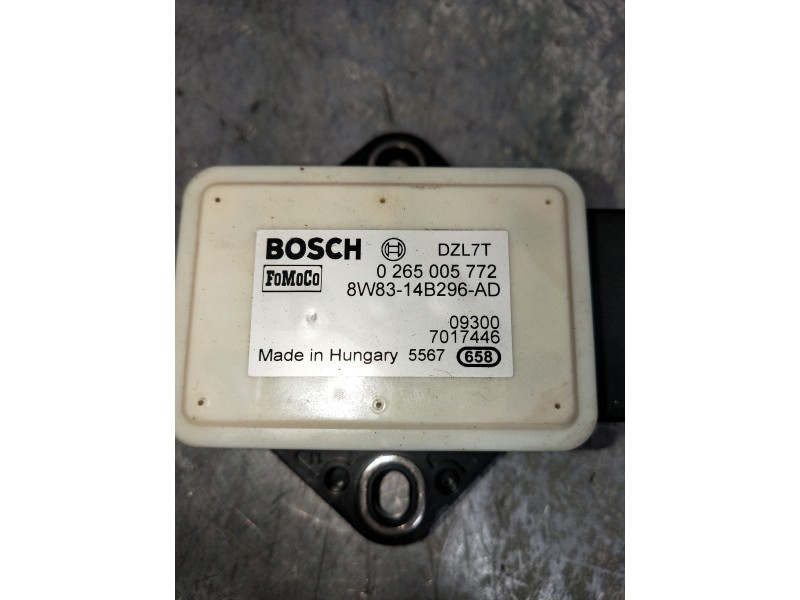 BOSCH DZL7T
FoMoCo 0 265 005 772
8W83-14B296-AD
09300
7017446
Made in Hungary 5567 658